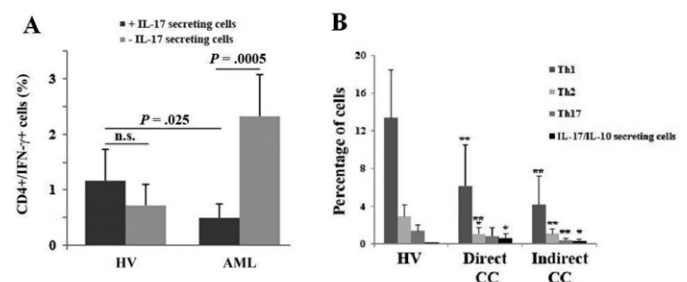 A
+ IL-17 secreting cells
- IL-17 secreting cells
CD4+/IFN-γ+ cells (%)
3
2
1
0
P = .0005
P = .025
n.s.
HV
AML
B
Percentage of cells
20
16
12
8
4
0
Th1
Th2
Th17
IL-17/IL-10 secreting cells
**
**
*
*
**
**
**
*
HV
Direct
CC
Indirect
CC